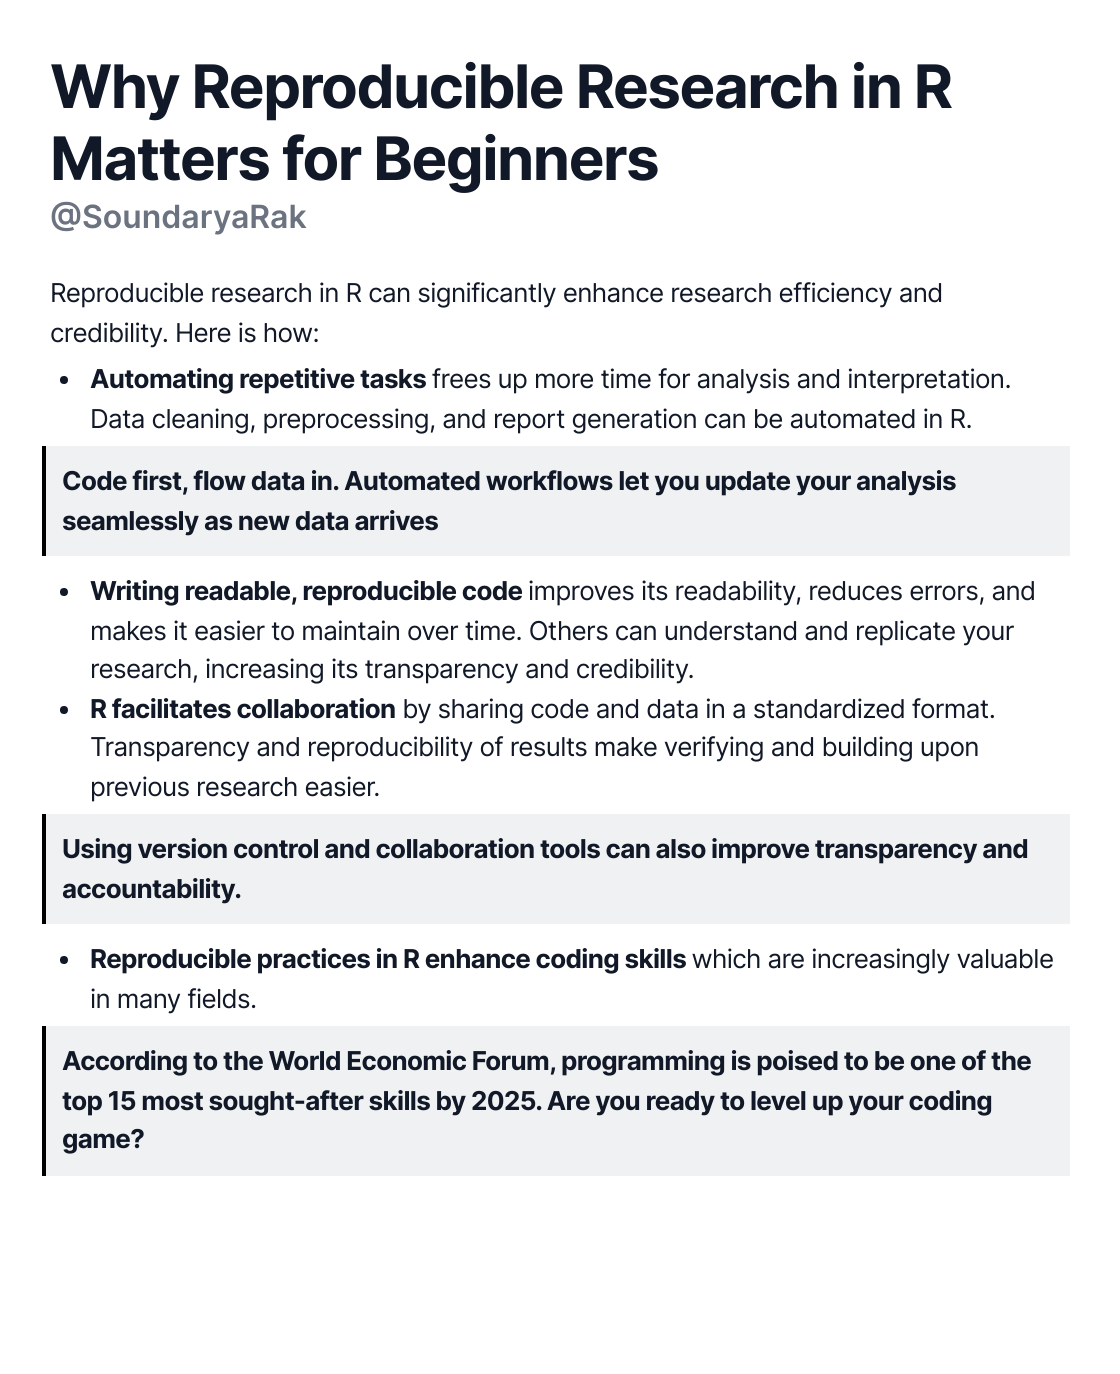 Why Reproducible Research in R
Matters for Beginners
@SoundaryaRak
Reproducible research in R can significantly enhance research efficiency and
credibility. Here is how:
• Automating repetitive tasks frees up more time for analysis and interpretation.
Data cleaning, preprocessing, and report generation can be automated in R.
Code first, flow data in. Automated workflows let you update your analysis
seamlessly as new data arrives
• Writing readable, reproducible code improves its readability, reduces errors, and
makes it easier to maintain over time. Others can understand and replicate your
research, increasing its transparency and credibility.
• R facilitates collaboration by sharing code and data in a standardized format.
Transparency and reproducibility of results make verifying and building upon
previous research easier.
Using version control and collaboration tools can also improve transparency and
accountability.
• Reproducible practices in R enhance coding skills which are increasingly valuable
in many fields.
According to the World Economic Forum, programming is poised to be one of the
top 15 most sought-after skills by 2025. Are you ready to level up your coding
game?